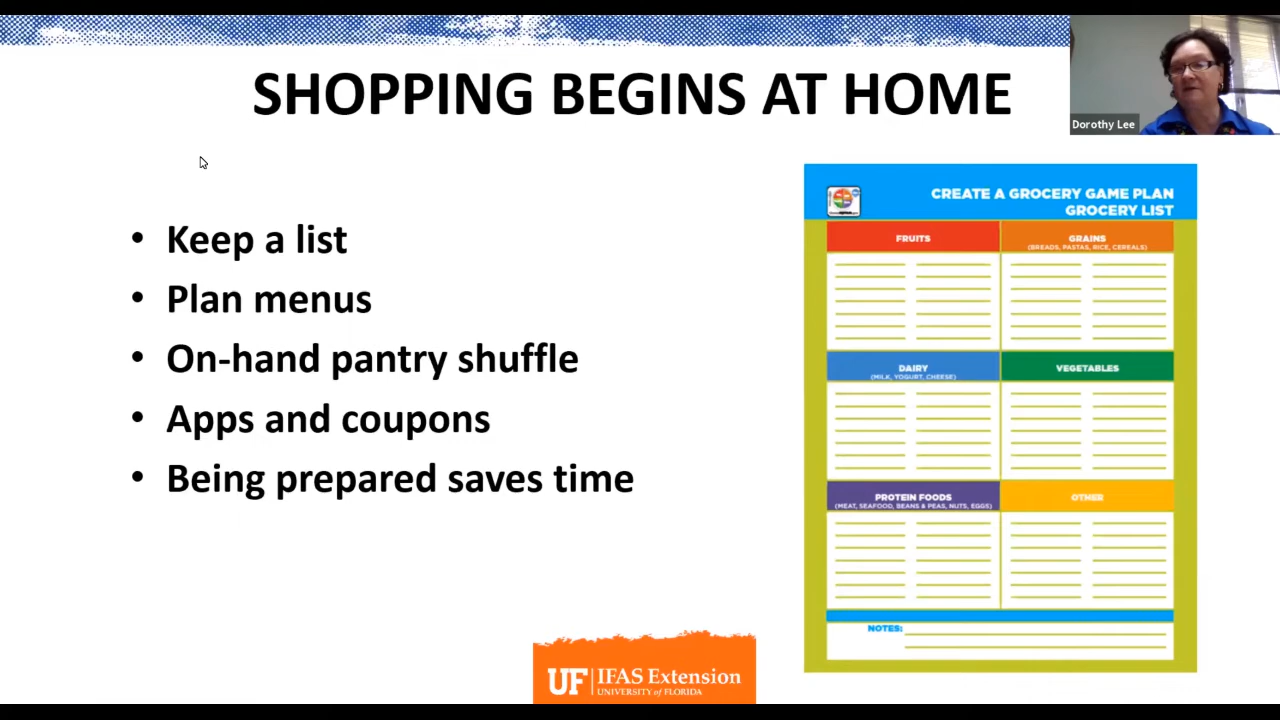 SHOPPING BEGINS AT HOME
Dorothy Lee
• Keep a list
• Plan menus
• On-hand pantry shuffle
• Apps and coupons
• Being prepared saves time
CREATE A GROCERY GAME PLAN
GROCERY LIST
FRUITS
GRAINS
(BREADS, PASTAS, RICE, CEREALS)
DAIRY
(MILK, YOGURT, CHEESE)
VEGETABLES
PROTEIN FOODS
(MEAT, SEAFOOD, BEANS & PEAS, NUTS, EGGS)
OTHER
NOTES:
UF IFAS Extension
UNIVERSITY of FLORIDA